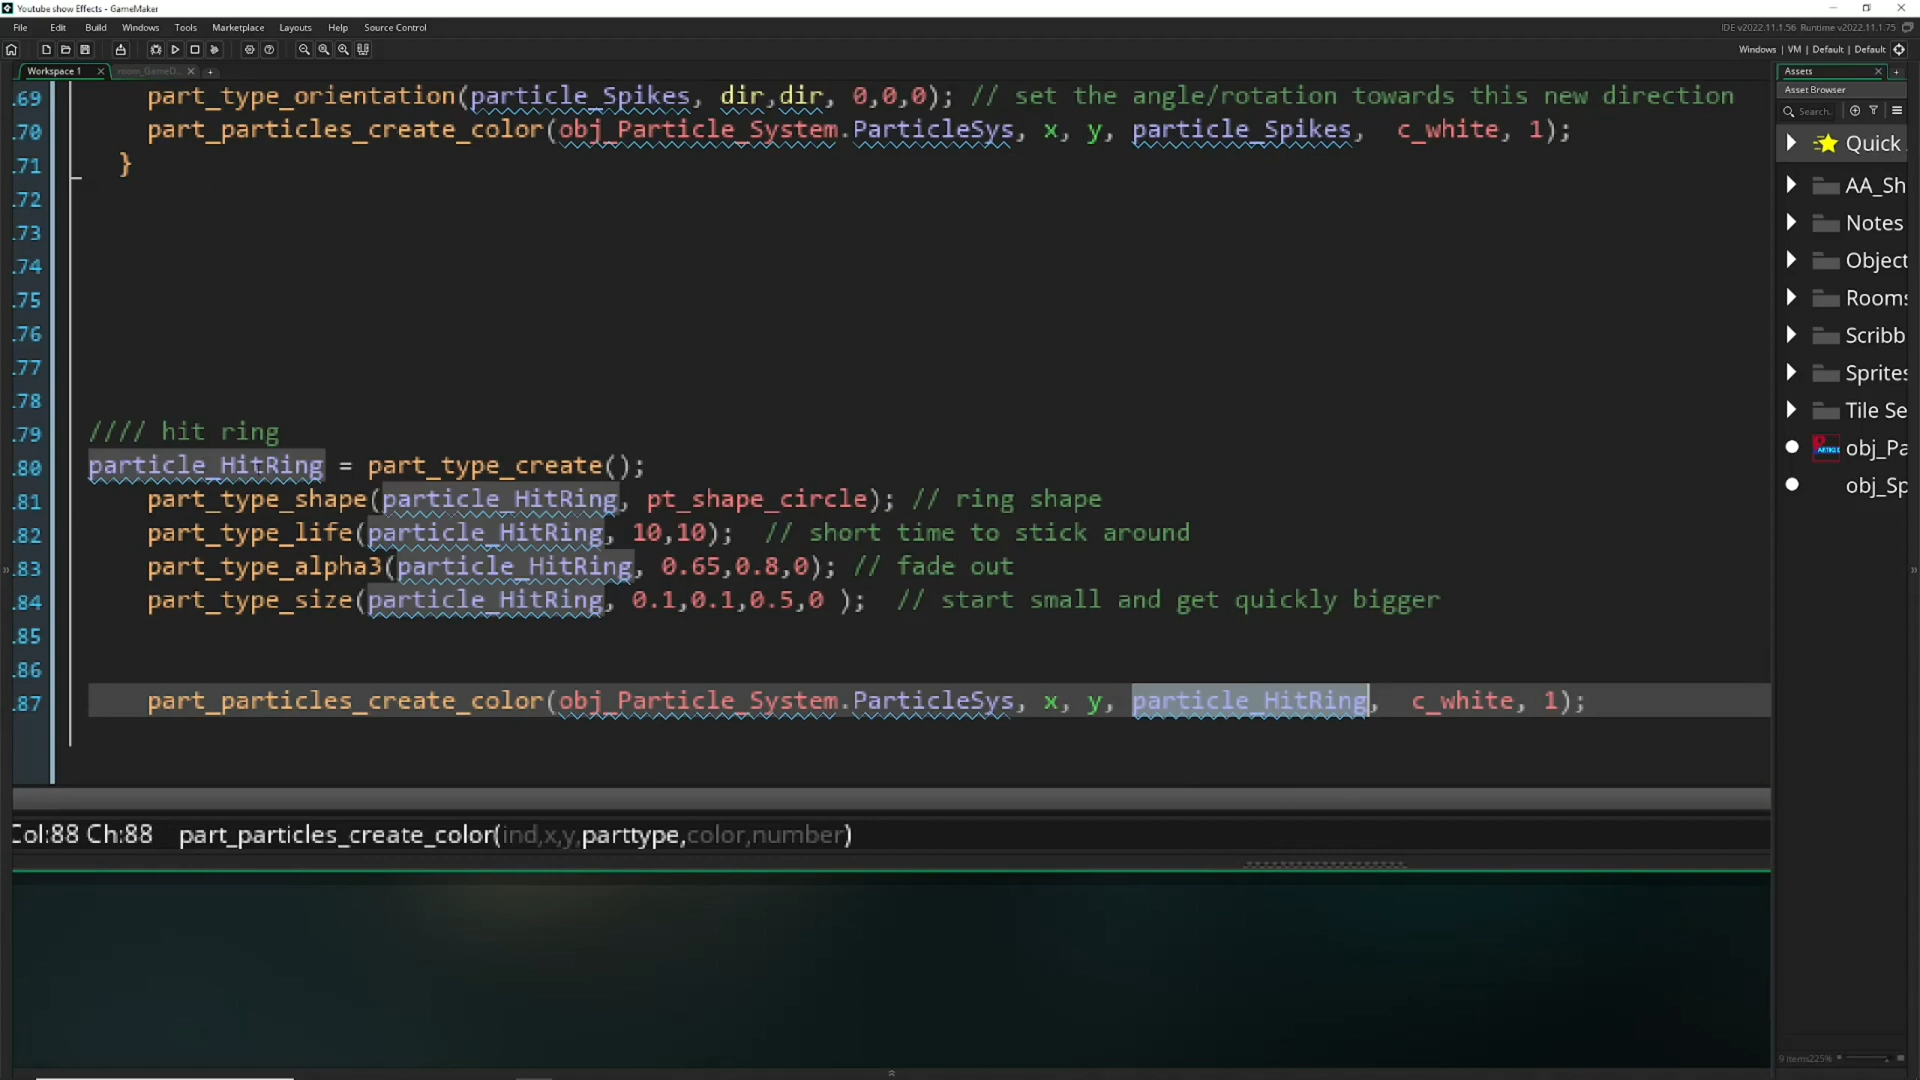 Youtube show Effects - GameMaker
File Edit Build Windows Tools Marketplace Layouts Help Source Control
IDE v2022.11.1.56 Runtime v2022.11.1.75
Windows | VM | Default | Default
Workspace 1
room_GameD...
Assets
Asset Browser
Search...
.69 part_type_orientation(particle_Spikes, dir,dir, 0,0,0); // set the angle/rotation towards this new direction
.70 part_particles_create_color(obj_Particle_System.ParticleSys, x, y, particle_Spikes,  c_white, 1);
.71 }
.72
.73
.74
.75
.76
.77
.78
.79 //// hit ring
.80 particle_HitRing = part_type_create();
.81 part_type_shape(particle_HitRing, pt_shape_circle); // ring shape
.82 part_type_life(particle_HitRing, 10,10);  // short time to stick around
.83 part_type_alpha3(particle_HitRing, 0.65,0.8,0); // fade out
.84 part_type_size(particle_HitRing, 0.1,0.1,0.5,0 );  // start small and get quickly bigger
.85
.86
.87 part_particles_create_color(obj_Particle_System.ParticleSys, x, y, particle_HitRing,  c_white, 1);
Col:88 Ch:88 part_particles_create_color(ind,x,y,parttype,color,number)
Quick
AA_Sh
Notes
Object
Rooms
Scribb
Sprites
Tile Se
obj_Pa
obj_Sp
9 items 225%